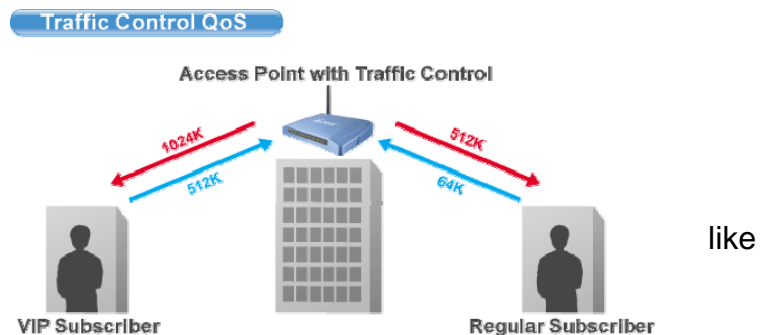 Traffic Control QoS
Access Point with Traffic Control
1024K
512K
512K
64K
like
VIP Subscriber
Regular Subscriber